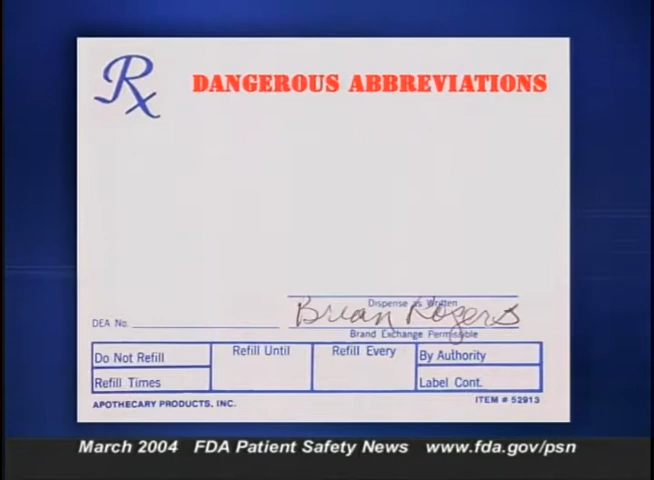 Rx
DANGEROUS ABBREVIATIONS
Dispense as Written
Brian Rogers
DEA No.
Brand Exchange Permissible
Do Not Refill
Refill Until
Refill Every
By Authority
Refill Times
Label Cont.
APOTHECARY PRODUCTS, INC.
ITEM # 52913
March 2004 FDA Patient Safety News www.fda.gov/psn